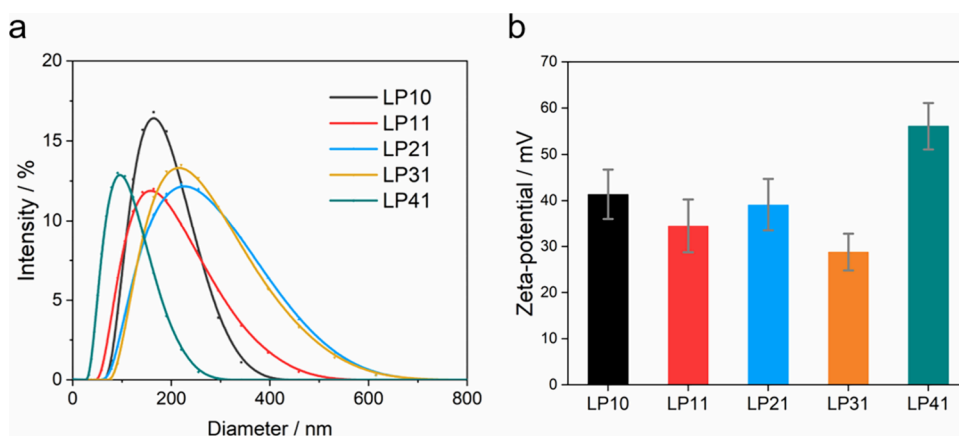 a
20
15
10
5
0
Intensity / %
0 200 400 600 800
Diameter / nm
LP10
LP11
LP21
LP31
LP41
b
70
60
50
40
30
20
10
0
Zeta-potential / mV
LP10 LP11 LP21 LP31 LP41